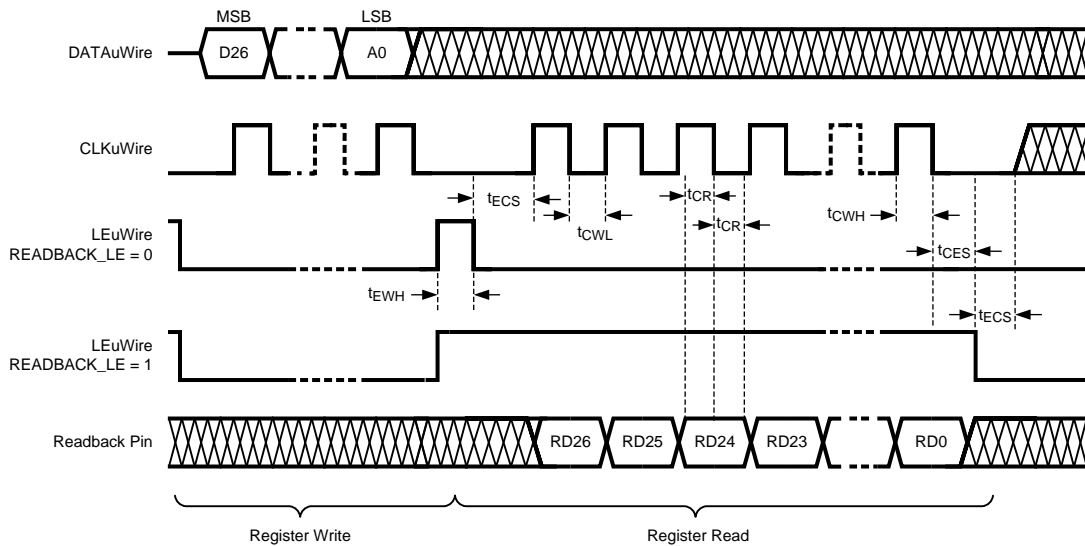 MSB
LSB
DATAuWire
D26
A0
CLKuWire
tECS
tCWL
tCR
tCR
tCWH
LEuWire
READBACK_LE = 0
tCES
tEWH
tECS
LEuWire
READBACK_LE = 1
Readback Pin
RD26
RD25
RD24
RD23
RD0
Register Write
Register Read